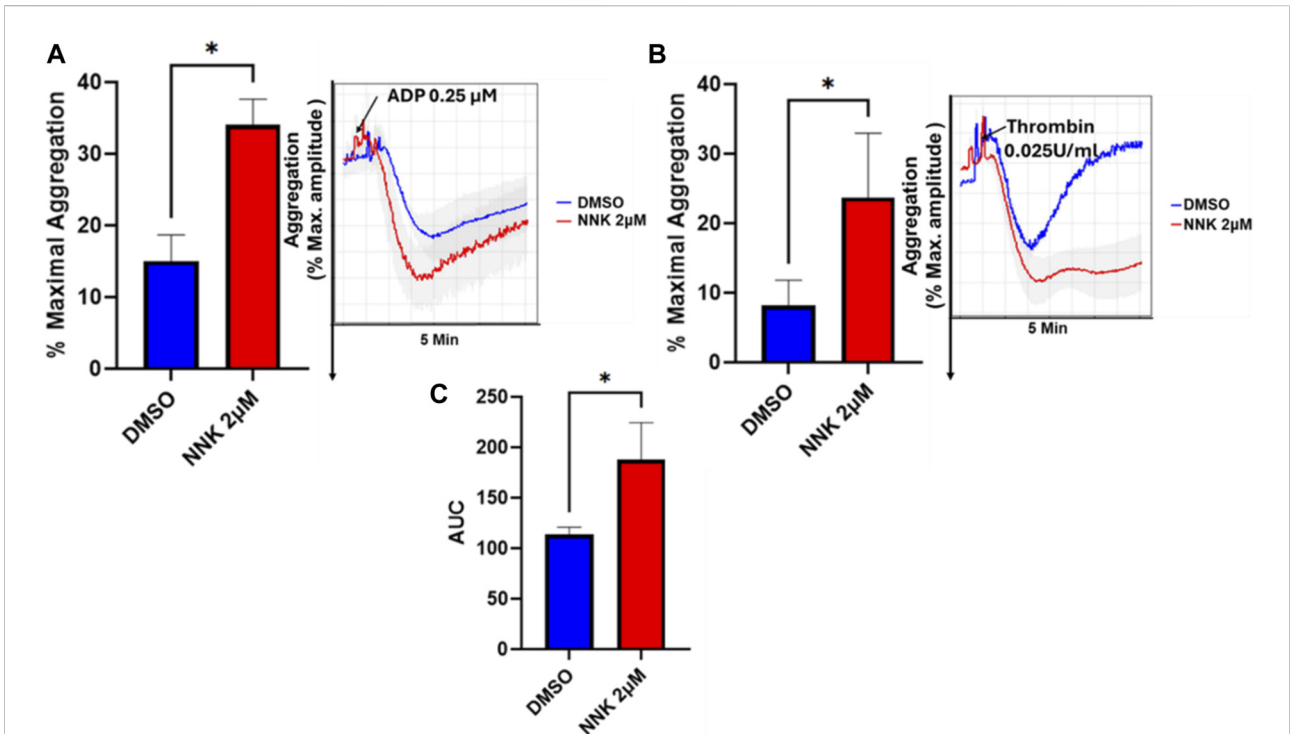 A
*
% Maximal Aggregation
40
30
20
10
0
DMSO
NNK 2µM
Aggregation
(% Max. amplitude )
ADP 0.25 µM
5 Min
DMSO
NNK 2µM
B
*
% Maximal Aggregation
40
30
20
10
0
DMSO
NNK 2µM
Aggregation
(% Max. amplitude )
Thrombin
0.025U/mL
5 Min
DMSO
NNK 2µM
C
*
AUC
250
200
150
100
50
0
DMSO
NNK 2µM